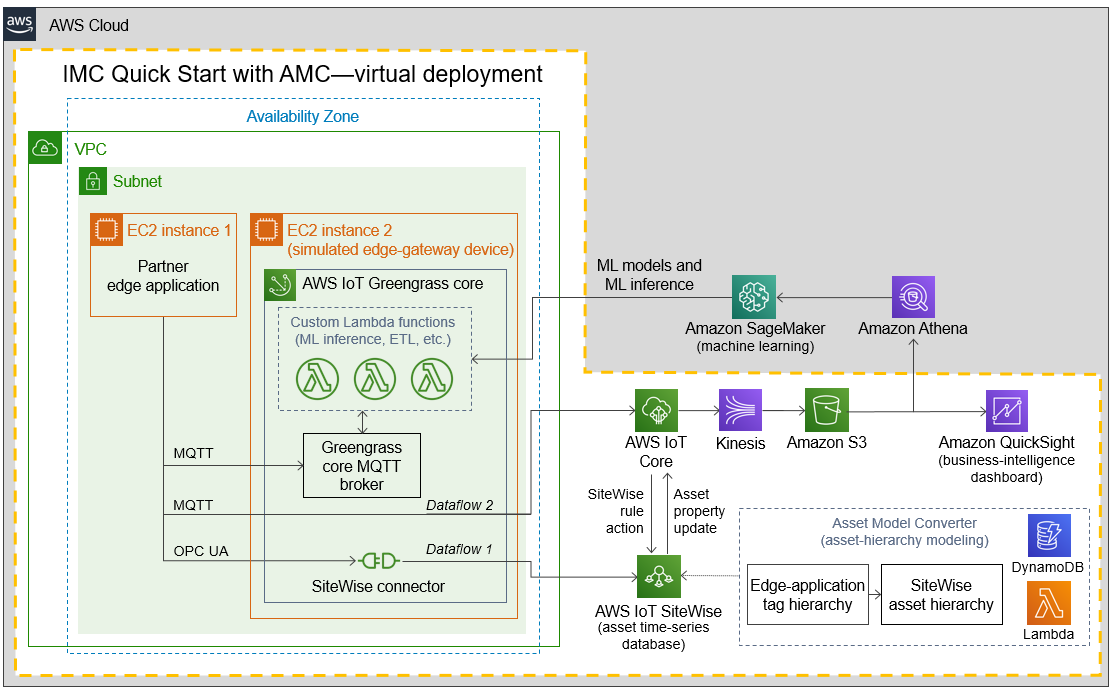 aws
AWS Cloud
IMC Quick Start with AMC—virtual deployment
Availability Zone
VPC
Subnet
EC2 instance 1
Partner
edge application
EC2 instance 2
(simulated edge-gateway device)
AWS IoT Greengrass core
Custom Lambda functions
(ML inference, ETL, etc.)
Greengrass
core MQTT
broker
MQTT
MQTT
Dataflow 2
OPC UA
Dataflow 1
SiteWise connector
ML models and
ML inference
Amazon SageMaker
(machine learning)
Amazon Athena
AWS IoT
Core
Kinesis
Amazon S3
Amazon QuickSight
(business-intelligence
dashboard)
SiteWise
rule
action
Asset
property
update
AWS IoT SiteWise
(asset time-series
database)
Asset Model Converter
(asset-hierarchy modeling)
Edge-application
tag hierarchy
SiteWise
asset hierarchy
DynamoDB
Lambda